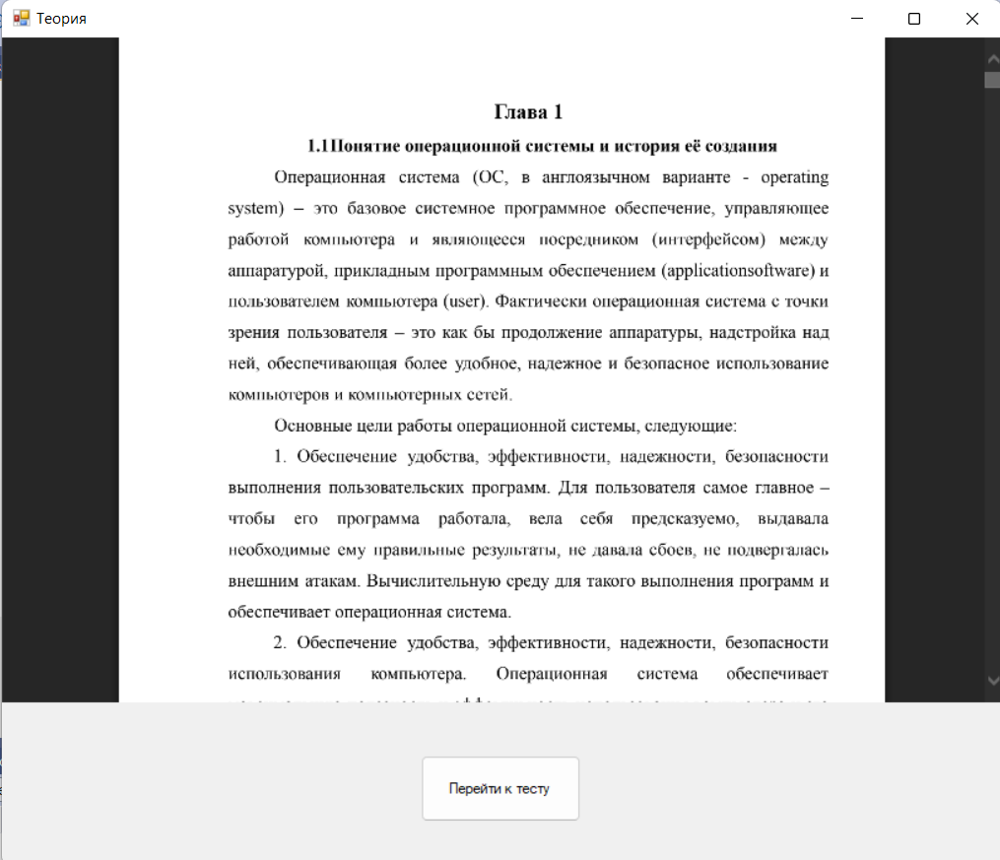 Теория
Глава 1
1.1Понятие операционной системы и история её создания
Операционная система (ОС, в англоязычном варианте - operating
system) – это базовое системное программное обеспечение, управляющее
работой компьютера и являющееся посредником (интерфейсом) между
аппаратурой, прикладным программным обеспечением (applicationsoftware) и
пользователем компьютера (user). Фактически операционная система с точки
зрения пользователя – это как бы продолжение аппаратуры, надстройка над
ней, обеспечивающая более удобное, надежное и безопасное использование
компьютеров и компьютерных сетей.
Основные цели работы операционной системы, следующие:
1. Обеспечение удобства, эффективности, надежности, безопасности
выполнения пользовательских программ. Для пользователя самое главное –
чтобы его программа работала, вела себя предсказуемо, выдавала
необходимые ему правильные результаты, не давала сбоев, не подвергалась
внешним атакам. Вычислительную среду для такого выполнения программ и
обеспечивает операционная система.
2. Обеспечение удобства, эффективности, надежности, безопасности
использования компьютера. Операционная система обеспечивает
Перейти к тесту